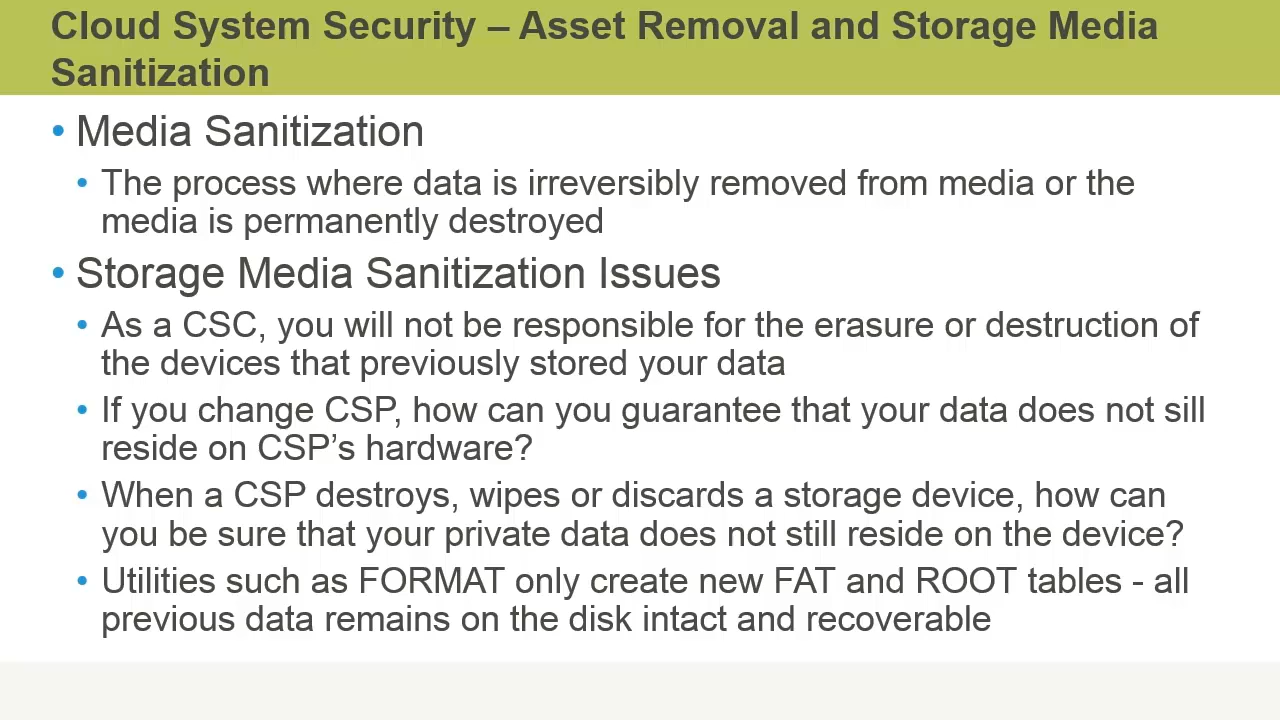 Cloud System Security – Asset Removal and Storage Media
Sanitization
• Media Sanitization
• The process where data is irreversibly removed from media or the
media is permanently destroyed
• Storage Media Sanitization Issues
• As a CSC, you will not be responsible for the erasure or destruction of
the devices that previously stored your data
• If you change CSP, how can you guarantee that your data does not sill
reside on CSP’s hardware?
• When a CSP destroys, wipes or discards a storage device, how can
you be sure that your private data does not still reside on the device?
• Utilities such as FORMAT only create new FAT and ROOT tables - all
previous data remains on the disk intact and recoverable